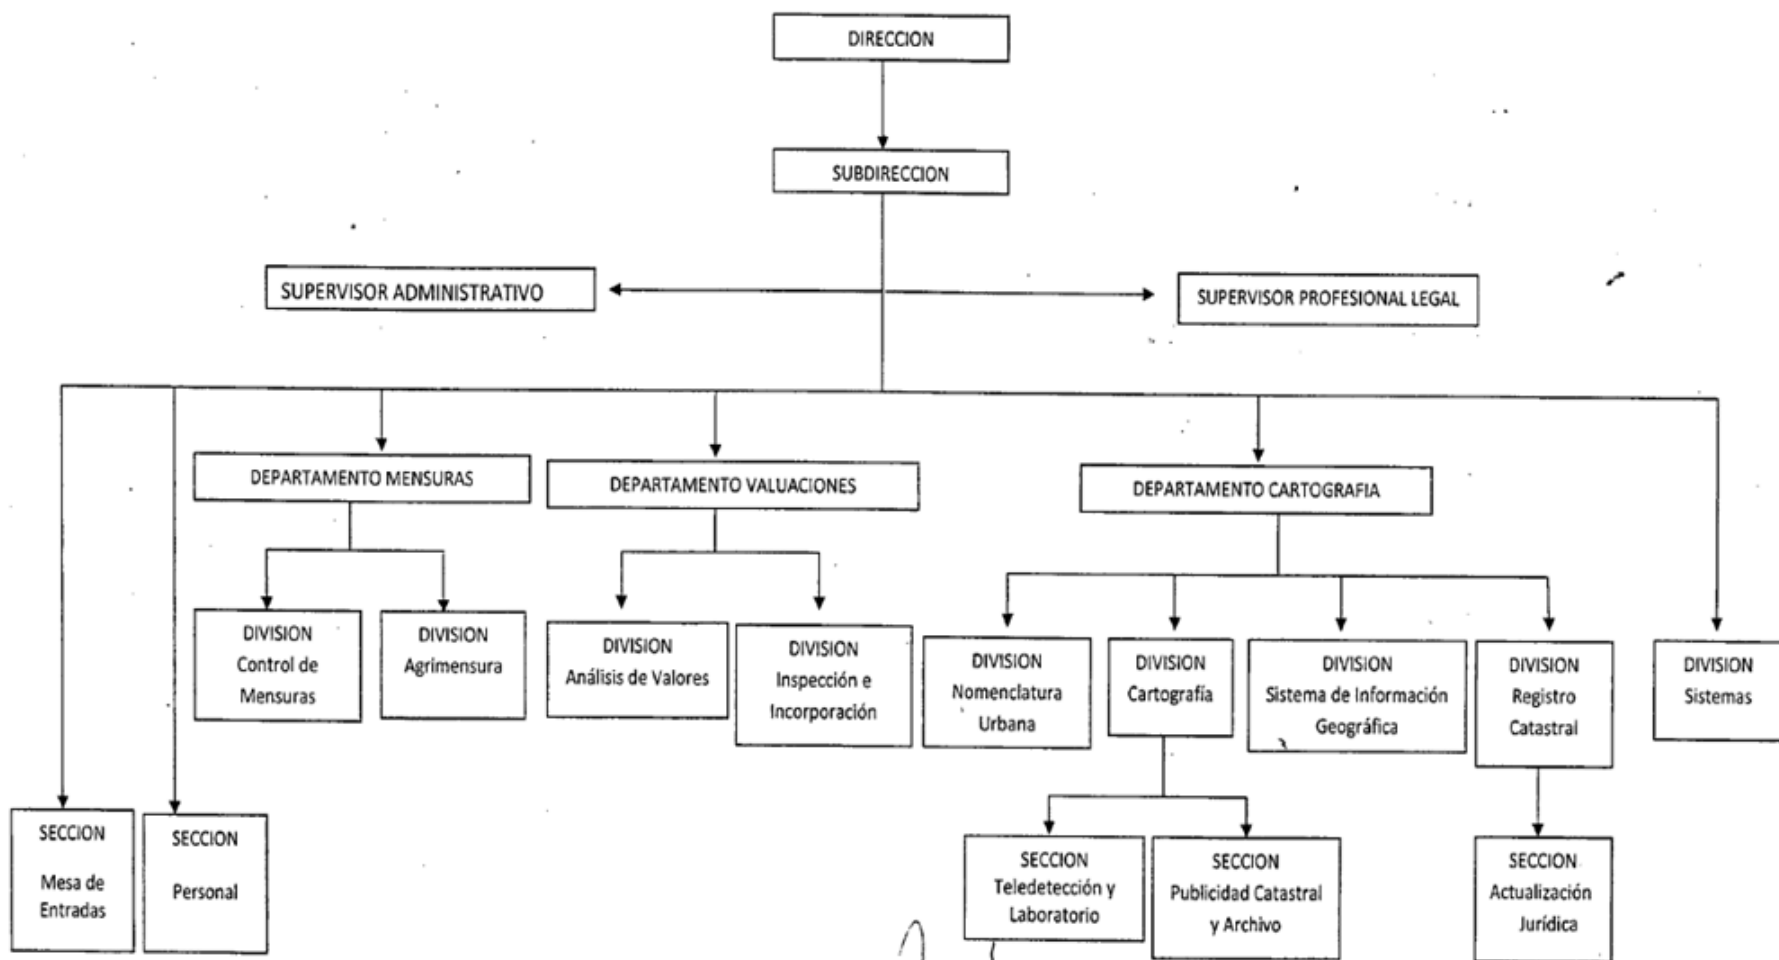 DIRECCION
SUBDIRECCION
SUPERVISOR ADMINISTRATIVO
SUPERVISOR PROFESIONAL LEGAL
DEPARTAMENTO MENSURAS
DEPARTAMENTO VALUACIONES
DEPARTAMENTO CARTOGRAFIA
DIVISION
Control de
Mensuras
DIVISION
Agrimensura
DIVISION
Análisis de Valores
DIVISION
Inspección e
Incorporación
DIVISION
Nomenclatura
Urbana
DIVISION
Cartografía
DIVISION
Sistema de Información
Geográfica
DIVISION
Registro
Catastral
DIVISION
Sistemas
SECCION
Mesa de
Entradas
SECCION
Personal
SECCION
Teledetección y
Laboratorio
SECCION
Publicidad Catastral
y Archivo
SECCION
Actualización
Jurídica